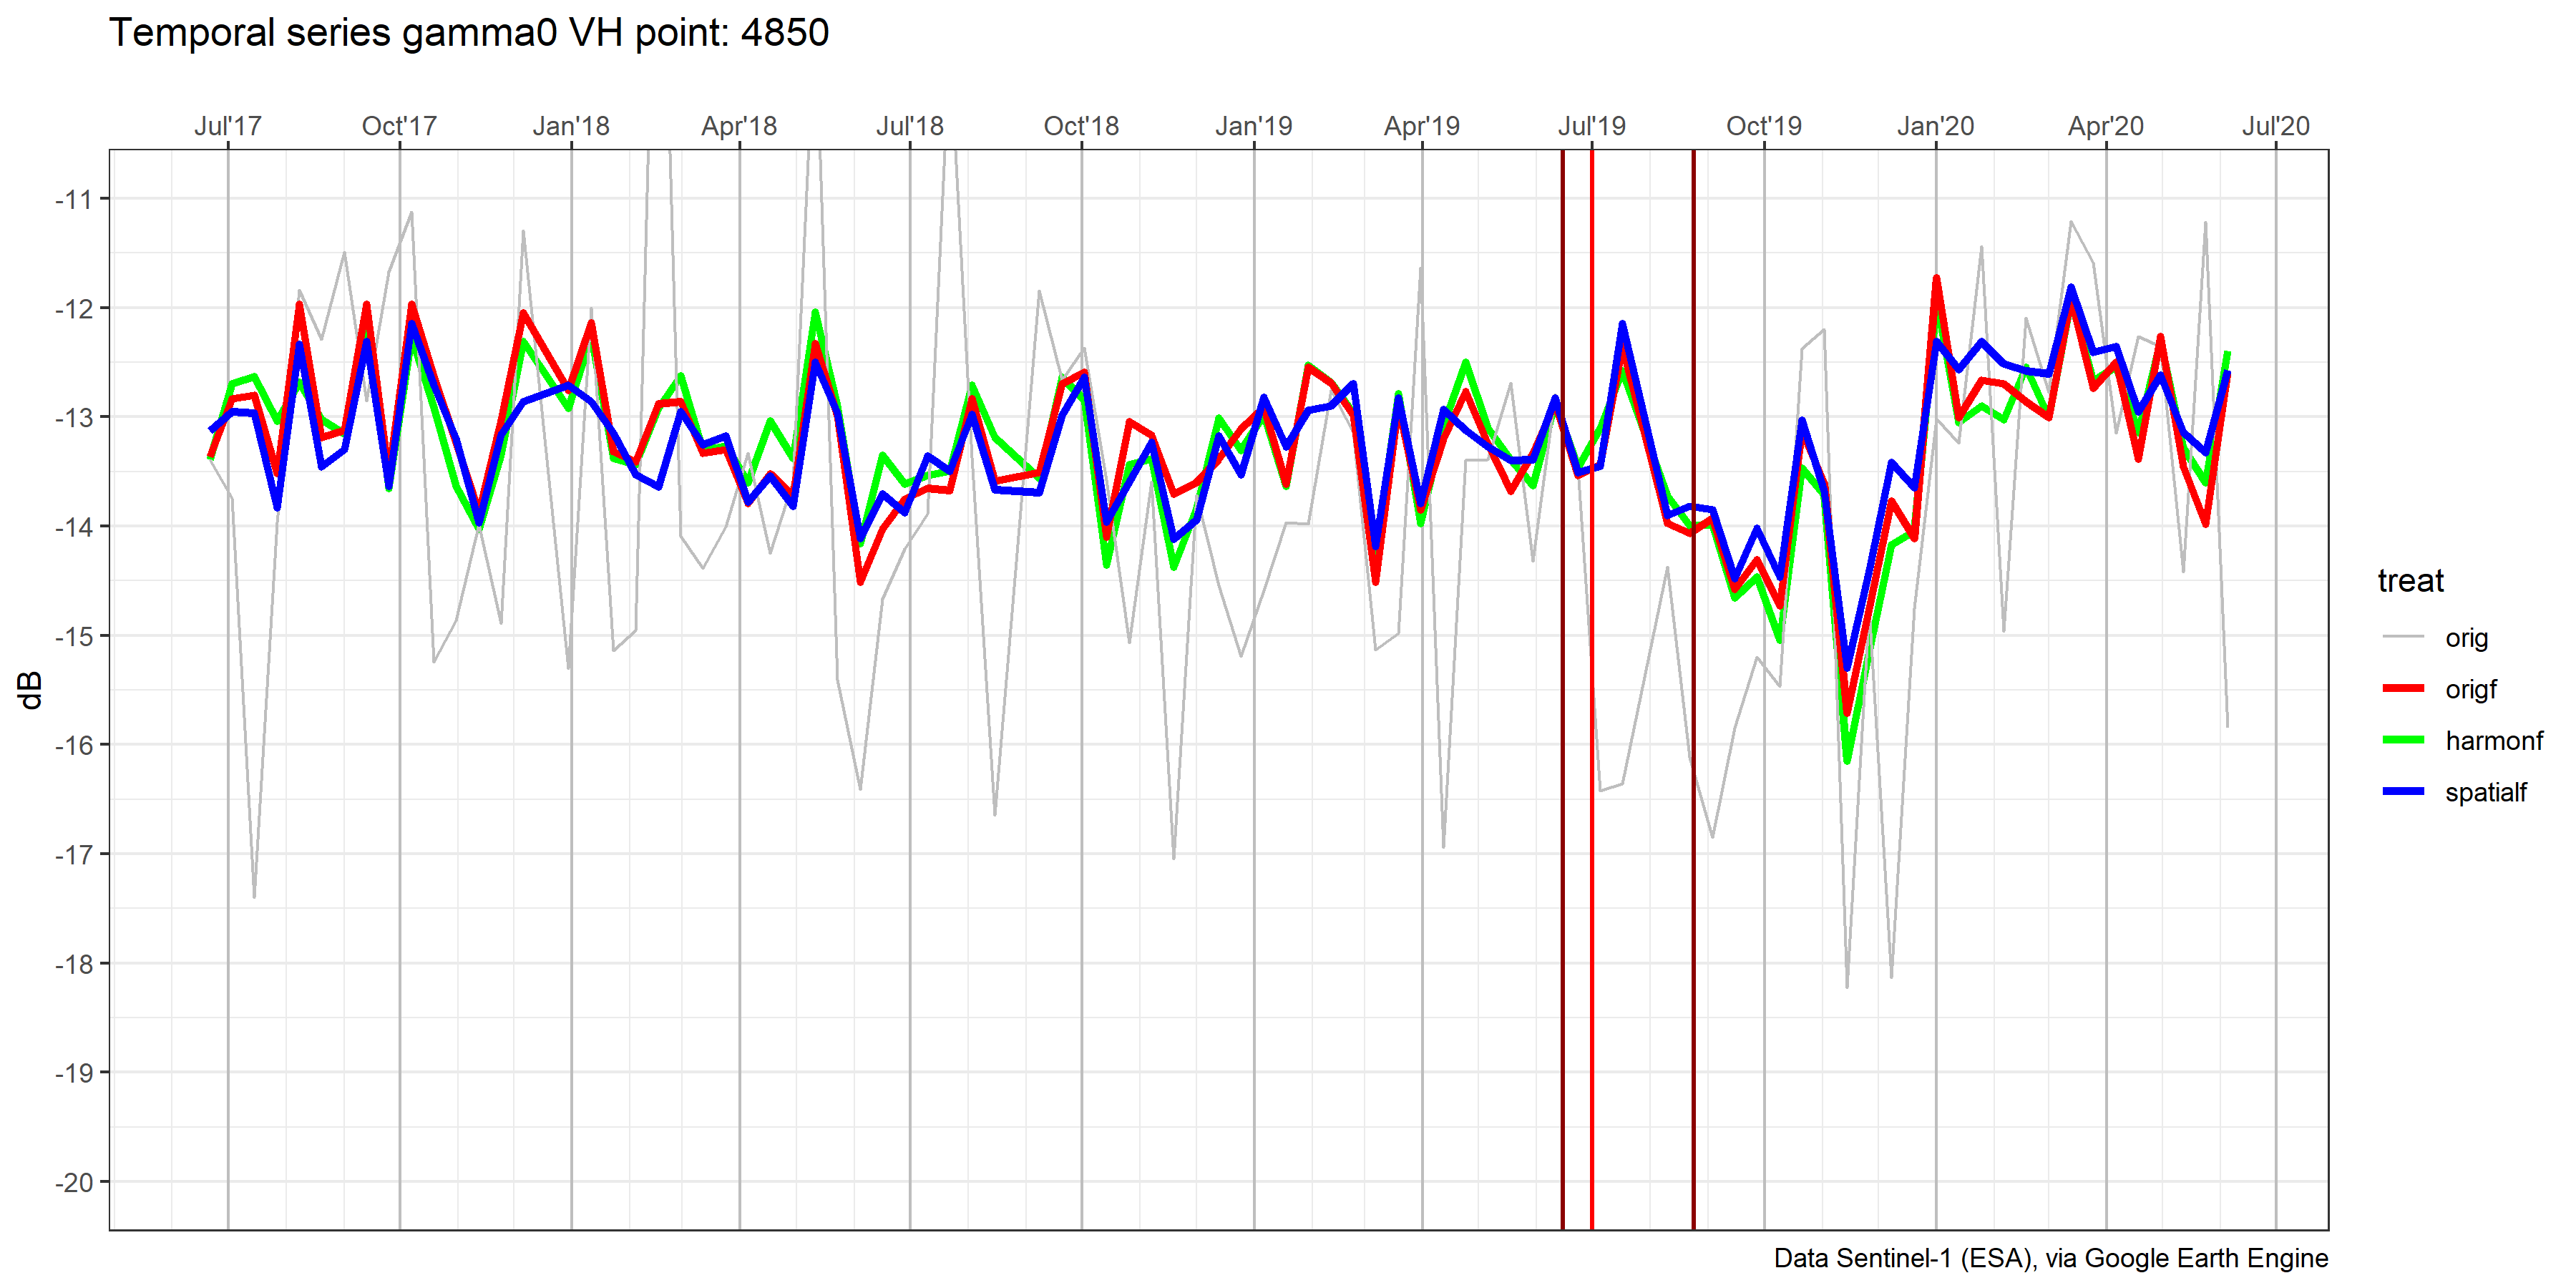 Temporal series gamma0 VH point: 4850
Jul'17 Oct'17 Jan'18 Apr'18 Jul'18 Oct'18 Jan'19 Apr'19 Jul'19 Oct'19 Jan'20 Apr'20 Jul'20
-11
-12
-13
-14
-15
-16
-17
-18
-19
-20
dB
treat
orig
origf
harmonf
spatialf
Data Sentinel-1 (ESA), via Google Earth Engine